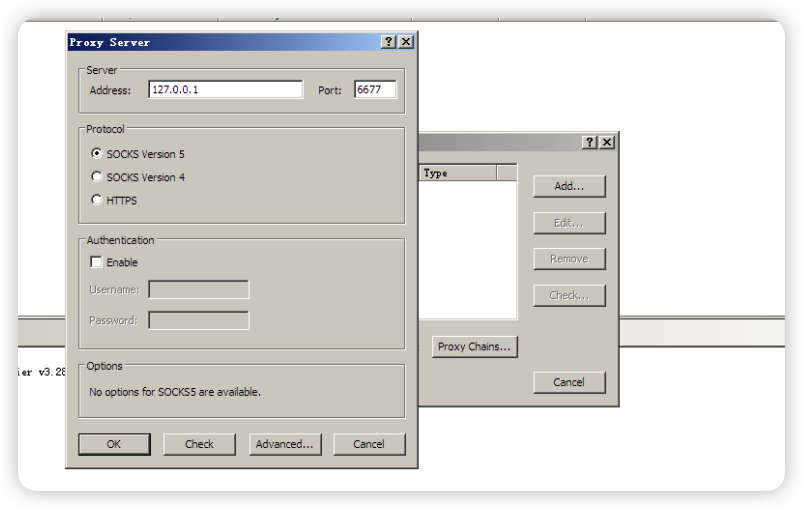 Proxy Server
Server
Address: 127.0.0.1 Port: 6677
Protocol
SOCKS Version 5
SOCKS Version 4
HTTPS
Authentication
Enable
Username:
Password:
Options
No options for SOCKS5 are available.
OK Check Advanced... Cancel
Type
Add...
Edit...
Remove
Check...
Proxy Chains...
Cancel
ier v3.28